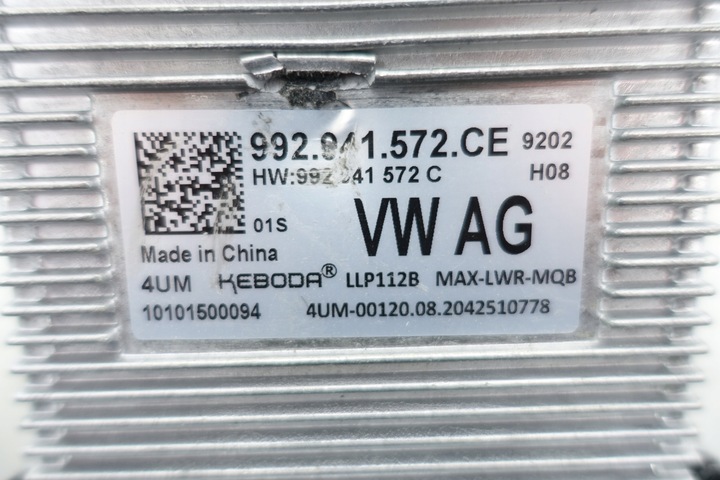 992.941.572.CE 9202
HW:992 941 572 C H08
01S VW AG
Made in China
4UM KEBODA® LLP112B MAX-LWR-MQB
10101500094 4UM-00120.08.2042510778